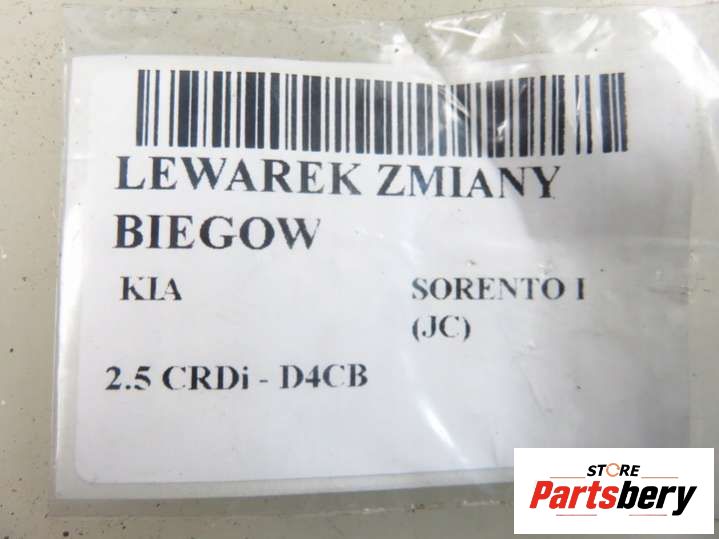 LEWAREK ZMIANY
BIEGOW
KIA SORENTO I
(JC)
2.5 CRDi - D4CB
STORE
Partsbery